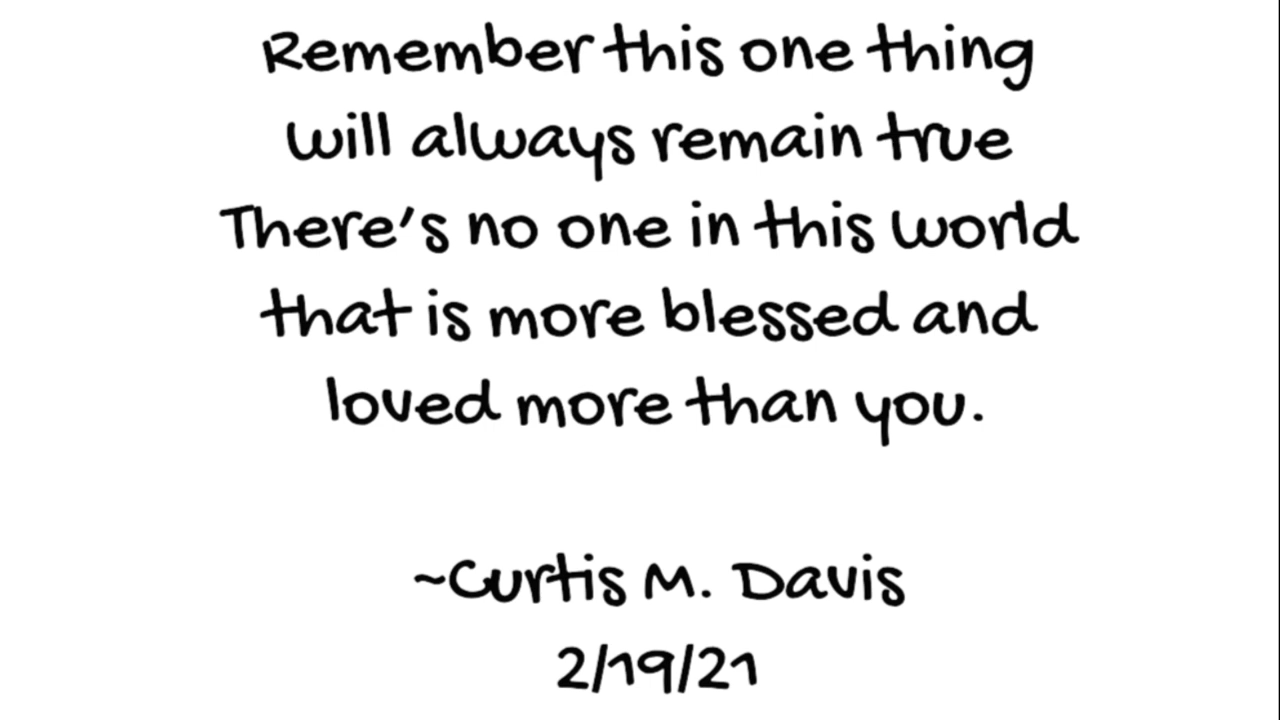 Remember this one thing
will always remain true
There's no one in this world
that is more blessed and
loved more than you.
~Curtis M. Davis
2/19/21